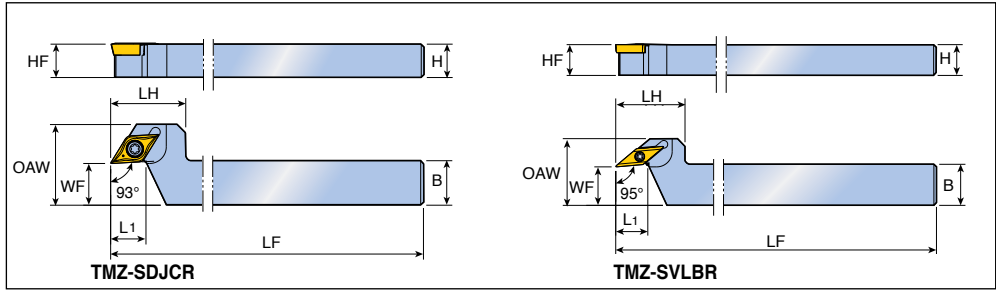 HF
H
LH
OAW
WF
93°
B
L1
LF
TMZ-SDJCR
HF
H
LH
OAW
WF
95°
B
L1
LF
TMZ-SVLBR